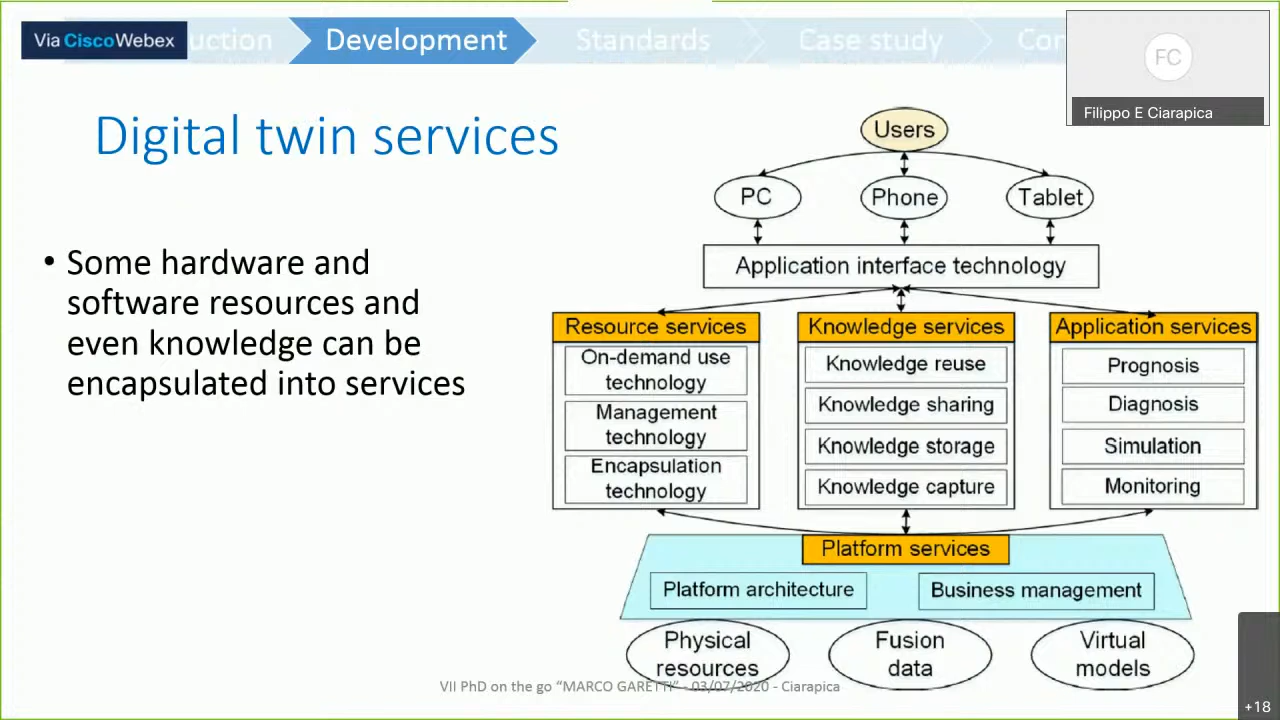 Via CiscoWebex
uction
Development
Standards
Case study
Con
FC
Filippo E Ciarapica
Digital twin services
• Some hardware and
software resources and
even knowledge can be
encapsulated into services
Users
PC
Phone
Tablet
Application interface technology
Resource services
On-demand use
technology
Management
technology
Encapsulation
technology
Knowledge services
Knowledge reuse
Knowledge sharing
Knowledge storage
Knowledge capture
Application services
Prognosis
Diagnosis
Simulation
Monitoring
Platform services
Platform architecture
Business management
Physical
resources
Fusion
data
Virtual
models
VII PhD on the go “MARCO GARETTI” - 03/07/2020 - Ciarapica
+18